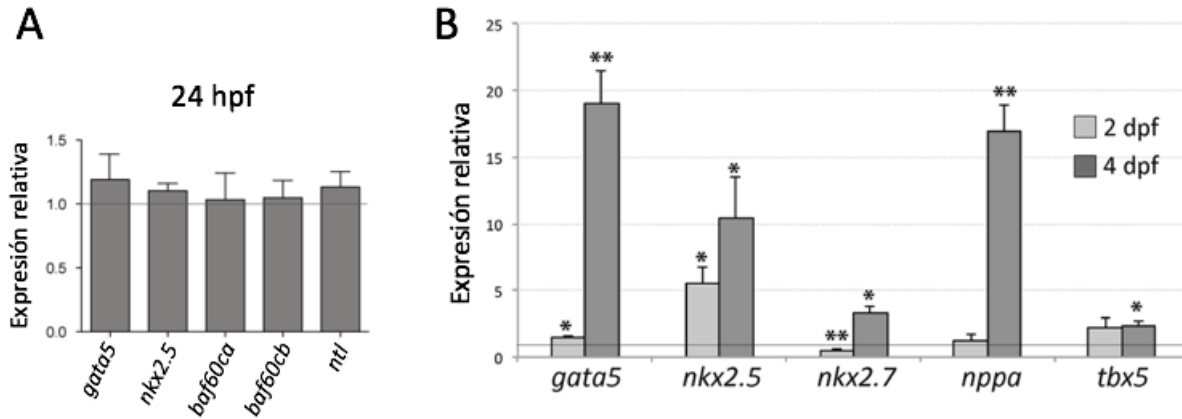 A
24 hpf
Expresión relativa
1.5
1.0
0.5
0.0
gata5
nkx2.5
baf60ca
baf60cb
ntl
B
Expresión relativa
25
20
15
10
5
0
**
*
*
*
**
*
**
*
2 dpf
4 dpf
gata5
nkx2.5
nkx2.7
nppa
tbx5